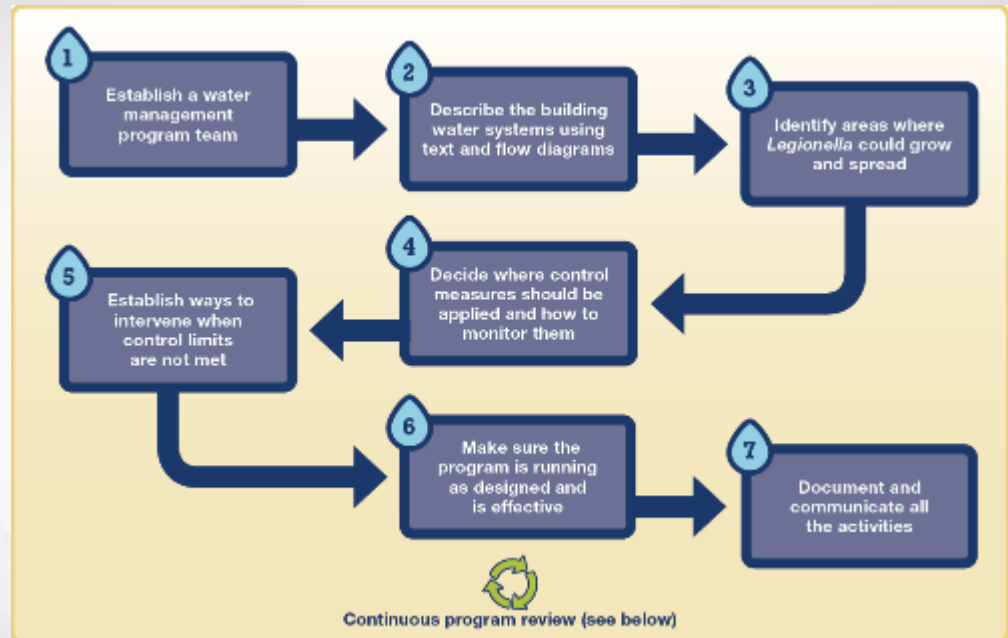 1
Establish a water
management
program team
2
Describe the building
water systems using
text and flow diagrams
3
Identify areas where
Legionella could grow
and spread
4
Decide where control
measures should be
applied and how to
monitor them
5
Establish ways to
intervene when
control limits
are not met
6
Make sure the
program is running
as designed and
is effective
7
Document and
communicate all
the activities
Continuous program review (see below)